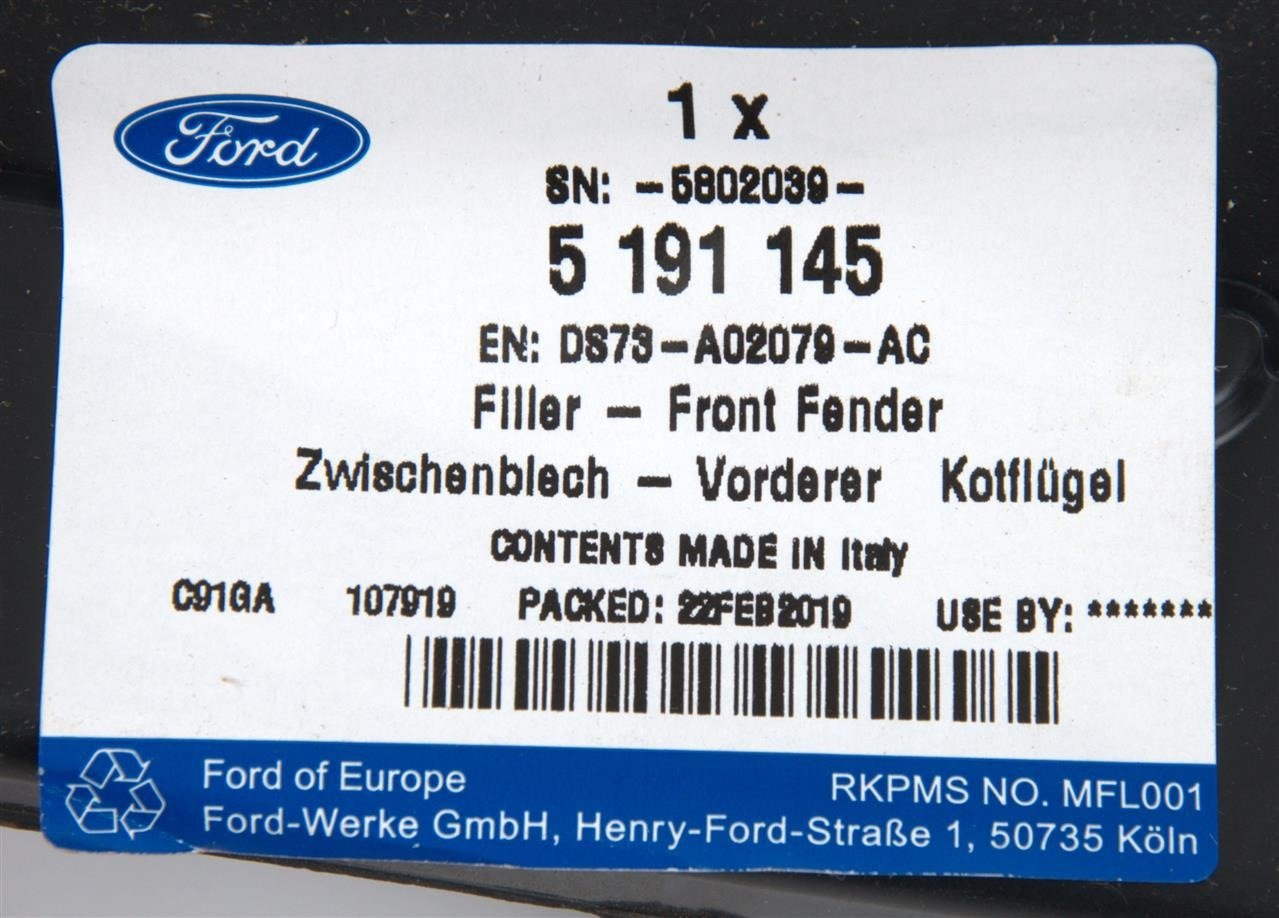 Ford
1 x
SN: -5802039-
5 191 145
EN: DS73-A02079-AC
Filler - Front Fender
Zwischenblech - Vorderer Kotflügel
CONTENTS MADE IN Italy
C91GA 107919 PACKED: 22FEB2019 USE BY: *******
Ford of Europe RKPMS NO. MFL001
Ford-Werke GmbH, Henry-Ford-Straße 1, 50735 Köln